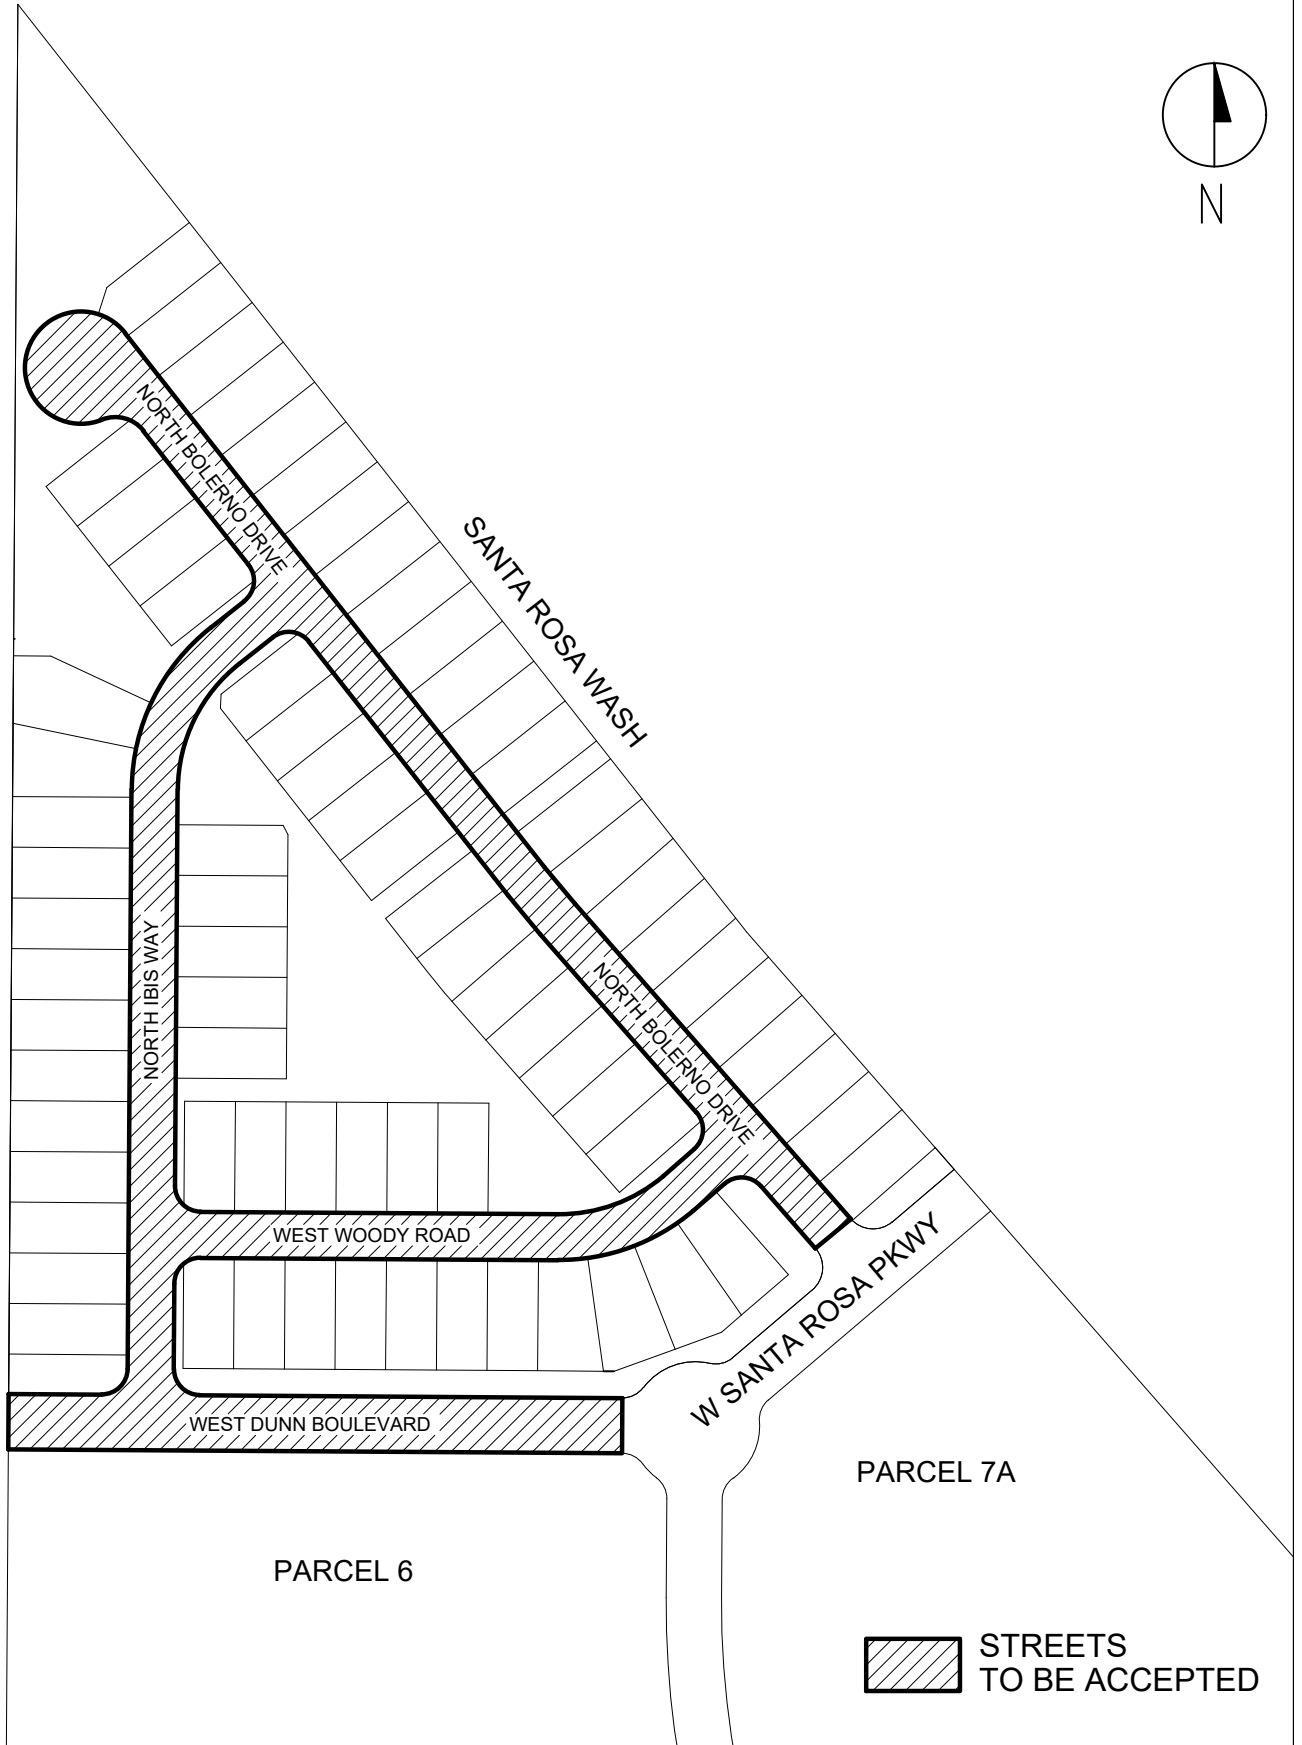 N
NORTH BOLERNO DRIVE
SANTA ROSA WASH
NORTH IBIS WAY
NORTH BOLERNO DRIVE
WEST WOODY ROAD
W SANTA ROSA PKWY
WEST DUNN BOULEVARD
PARCEL 7A
PARCEL 6
STREETS
TO BE ACCEPTED